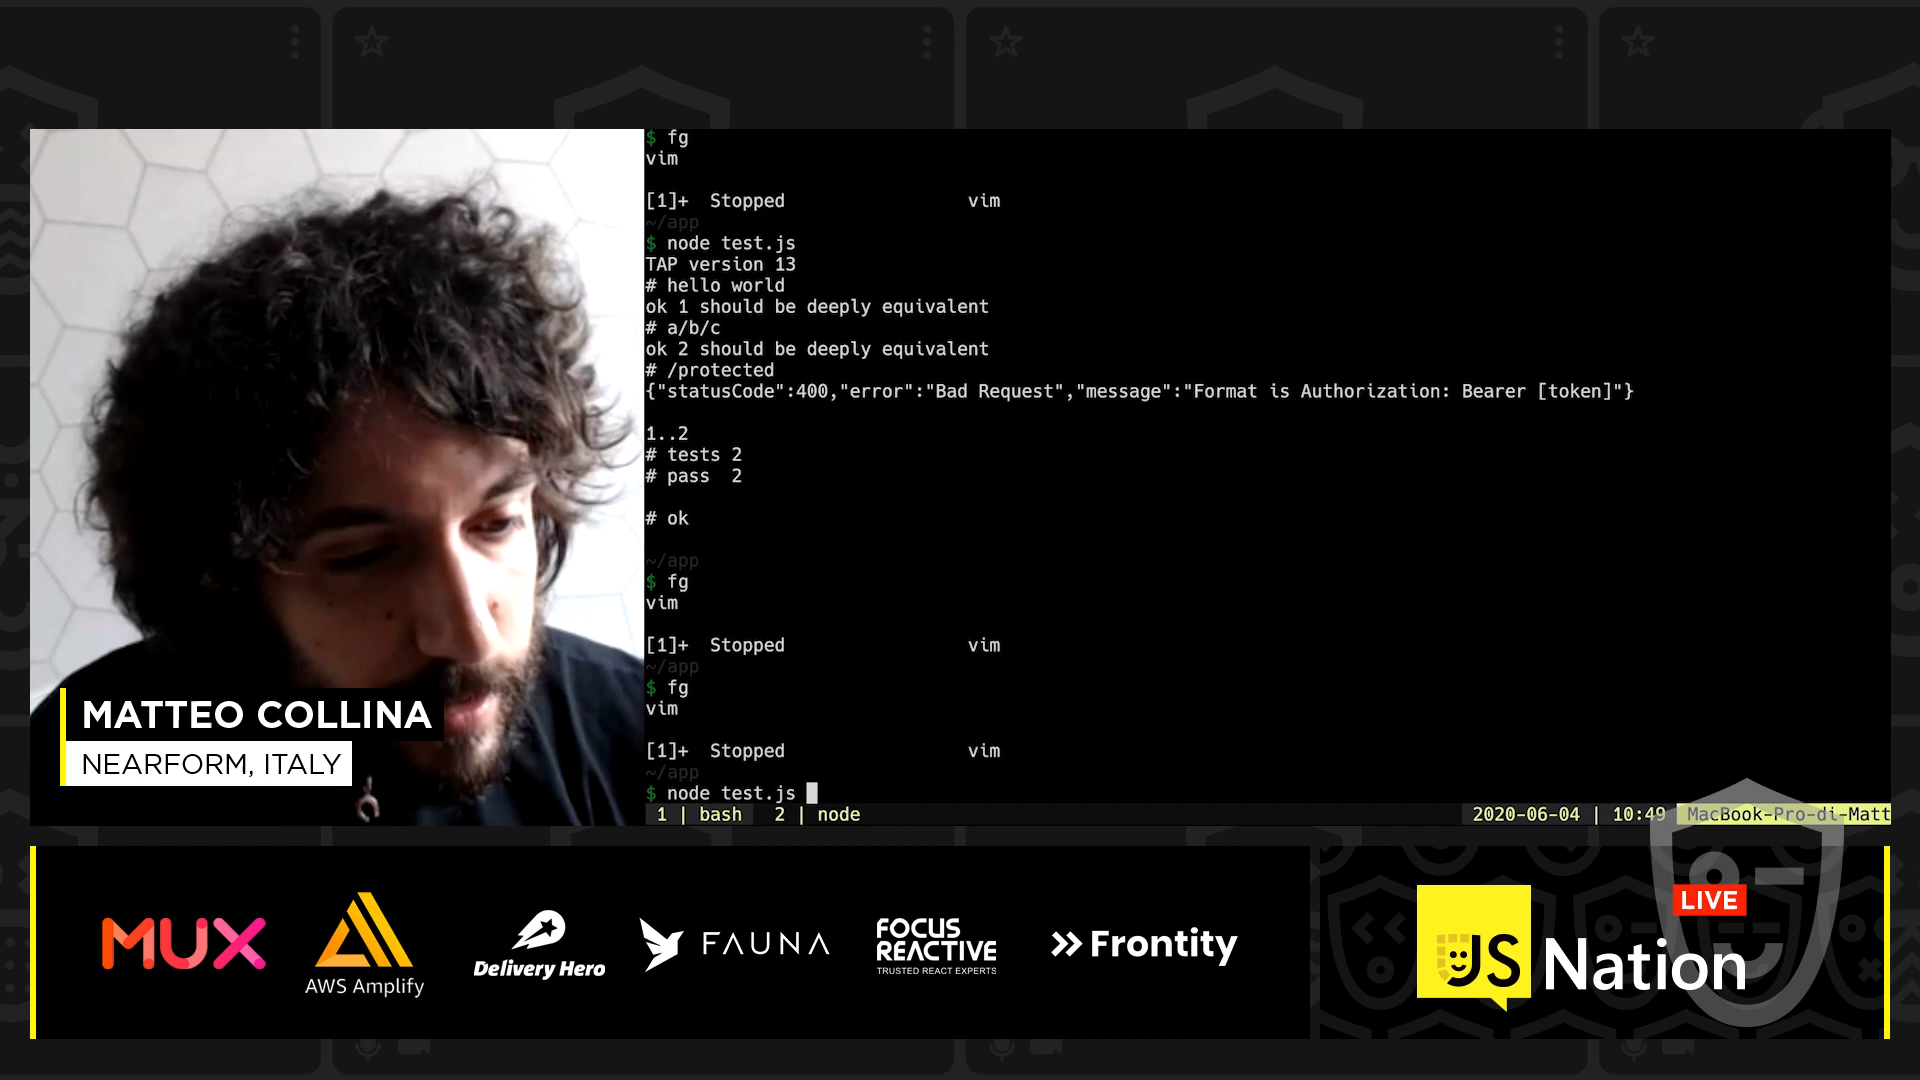 $ fg
vim
[1]+ Stopped vim
~/app
$ node test.js
TAP version 13
# hello world
ok 1 should be deeply equivalent
# a/b/c
ok 2 should be deeply equivalent
# /protected
{"statusCode":400,"error":"Bad Request","message":"Format is Authorization: Bearer [token]"}
1..2
# tests 2
# pass 2
# ok
~/app
$ fg
vim
[1]+ Stopped vim
~/app
$ fg
vim
[1]+ Stopped vim
~/app
$ node test.js
1 | bash 2 | node 2020-06-04 | 10:49 MacBook-Pro-di-Matt
MATTEO COLLINA
NEARFORM, ITALY
MUX
AWS Amplify
Delivery Hero
FAUNA
FOCUS
REACTIVE
TRUSTED REACT EXPERTS
Frontity
LIVE
JS Nation